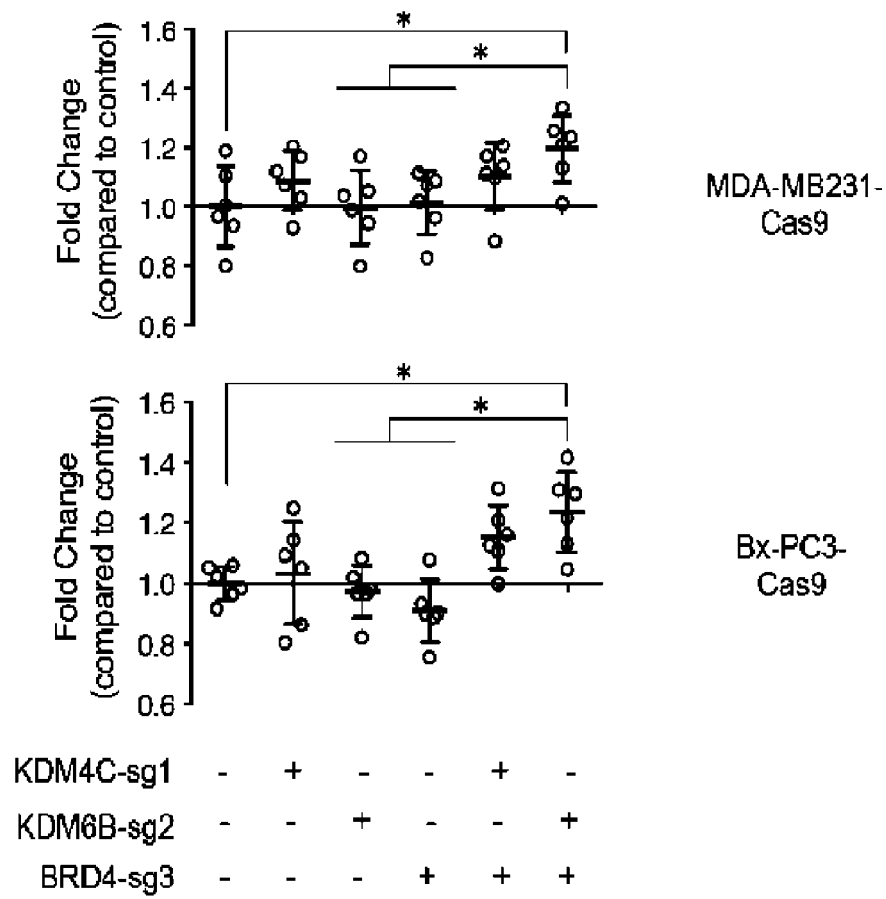 *
*
1.6
1.4
1.2
1.0
0.8
0.6
Fold Change
(compared to control)
MDA-MB231-
Cas9
*
*
1.6
1.4
1.2
1.0
0.8
0.6
Fold Change
(compared to control)
Bx-PC3-
Cas9
KDM4C-sg1 - + - - + -
KDM6B-sg2 - - + - - +
BRD4-sg3 - - - + + +